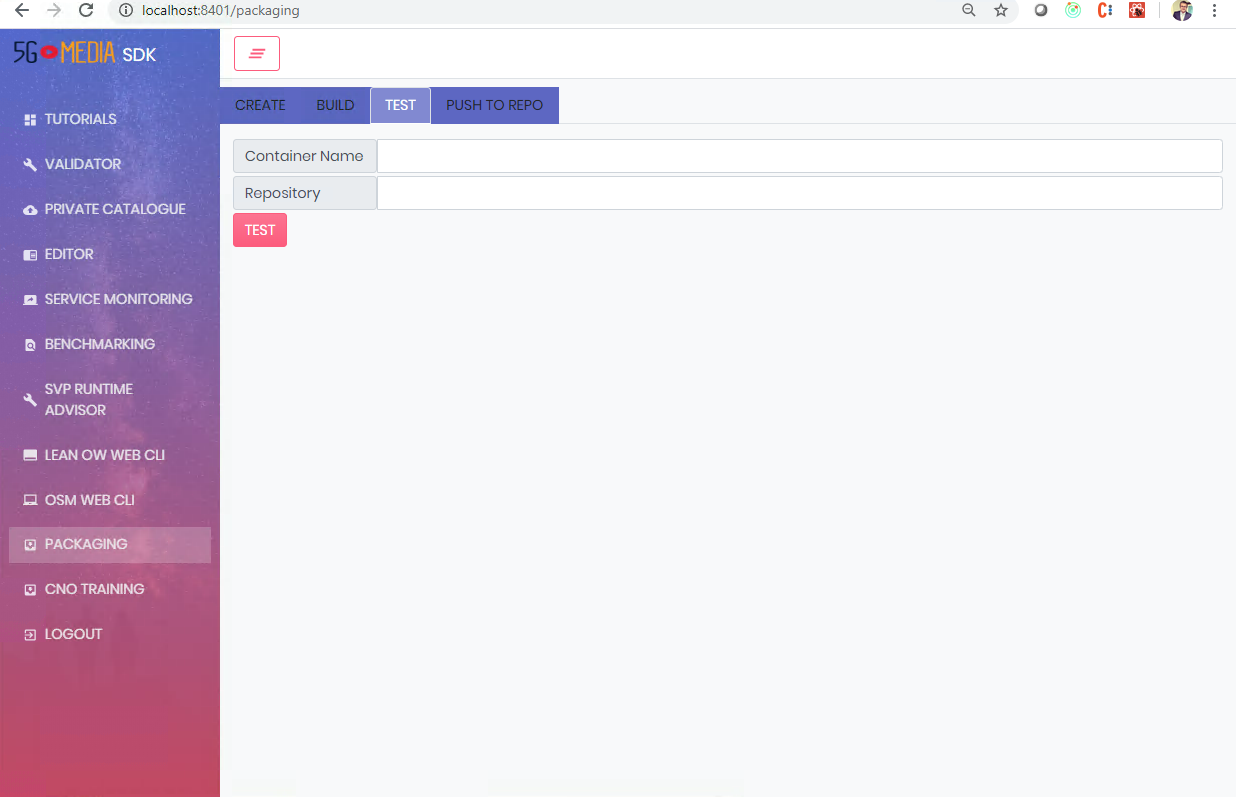 localhost:8401/packaging
5G MEDIA SDK
TUTORIALS
VALIDATOR
PRIVATE CATALOGUE
EDITOR
SERVICE MONITORING
BENCHMARKING
SVP RUNTIME
ADVISOR
LEAN OW WEB CLI
OSM WEB CLI
PACKAGING
CNO TRAINING
LOGOUT
CREATE BUILD TEST PUSH TO REPO
Container Name
Repository
TEST